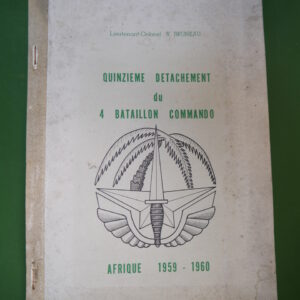 Lieutenant-Colonel R. BRUNEAU
QUINZIEME DETACHEMENT
du
4 BATAILLON COMMANDO
AFRIQUE 1959 - 1960